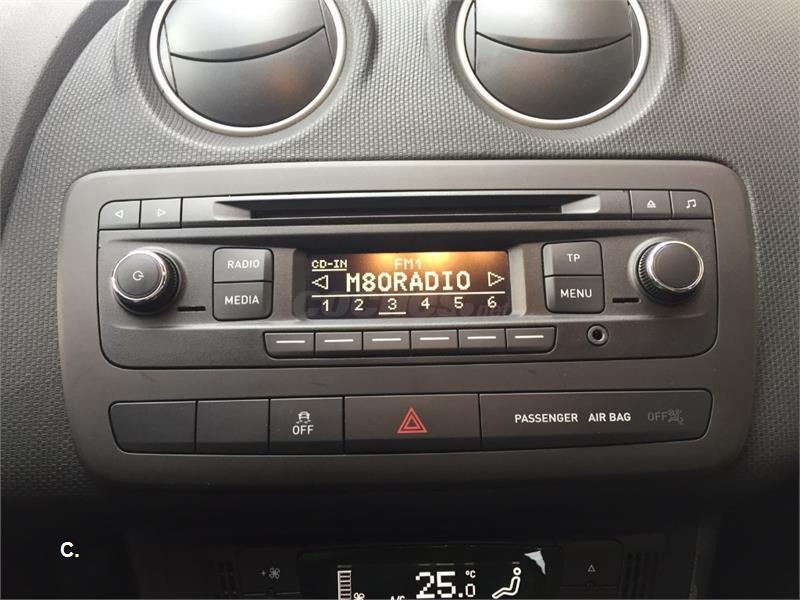 RADIO
MEDIA
CD-IN
FM1
M80RADIO
1 2 3 4 5 6
TP
MENU
OFF
PASSENGER AIR BAG OFF
C.
25.0 °C
A/C